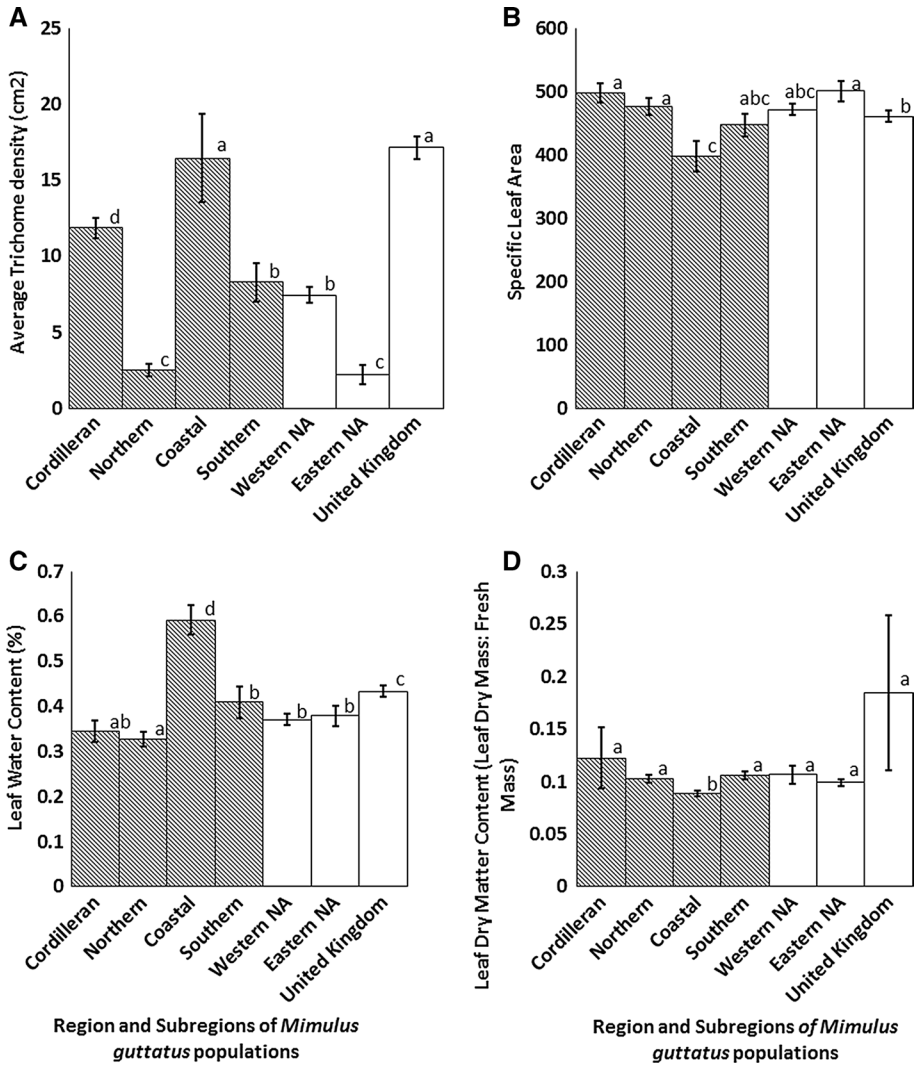 A
Average Trichome density (cm2)
25
20
15
10
5
0
d
c
a
b
b
c
a
Cordilleran
Northern
Coastal
Southern
Western NA
Eastern NA
United Kingdom
B
Specific Leaf Area
600
500
400
300
200
100
0
a
a
c
abc
abc
a
b
Cordilleran
Northern
Coastal
Southern
Western NA
Eastern NA
United Kingdom
C
Leaf Water Content (%)
0.7
0.6
0.5
0.4
0.3
0.2
0.1
0
ab
a
d
b
b
b
c
Cordilleran
Northern
Coastal
Southern
Western NA
Eastern NA
United Kingdom
Region and Subregions of Mimulus
guttatus populations
D
Leaf Dry Matter Content (Leaf Dry Mass: Fresh
Mass)
0.3
0.25
0.2
0.15
0.1
0.05
0
a
a
b
a
a
a
a
Cordilleran
Northern
Coastal
Southern
Western NA
Eastern NA
United Kingdom
Region and Subregions of Mimulus
guttatus populations